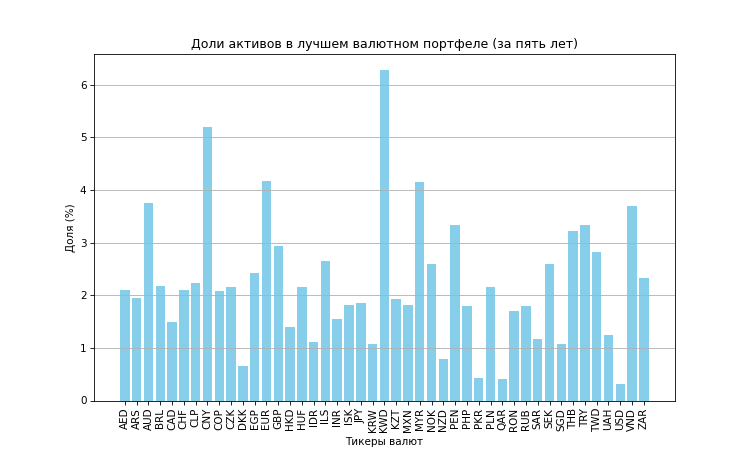 Доли активов в лучшем валютном портфеле (за пять лет)
Доля (%)
6
5
4
3
2
1
0
AED ARS AUD BRL CAD CHF CLP CNY COP CZK DKK EGP EUR GBP HKD HUF IDR ILS INR ISK JPY KRW KWD KZT MXN MYR NOK NZD PEN PHP PKR PLN QAR RON RUB SAR SEK SGD THB TRY TWD UAH USD VND ZAR
Тикеры валют